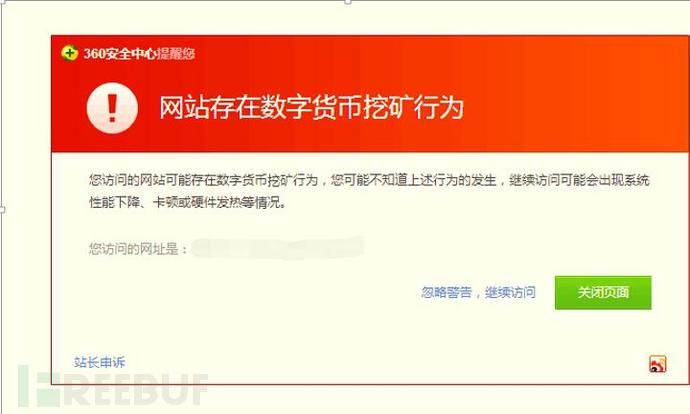 360安全中心提醒您
网站存在数字货币挖矿行为
您访问的网站可能存在数字货币挖矿行为，您可能不知道上述行为的发生，继续访问可能会出现系统
性能下降、卡顿或硬件发热等情况。
您访问的网址是：
忽略警告，继续访问
关闭页面
站长申诉
FREEBUF